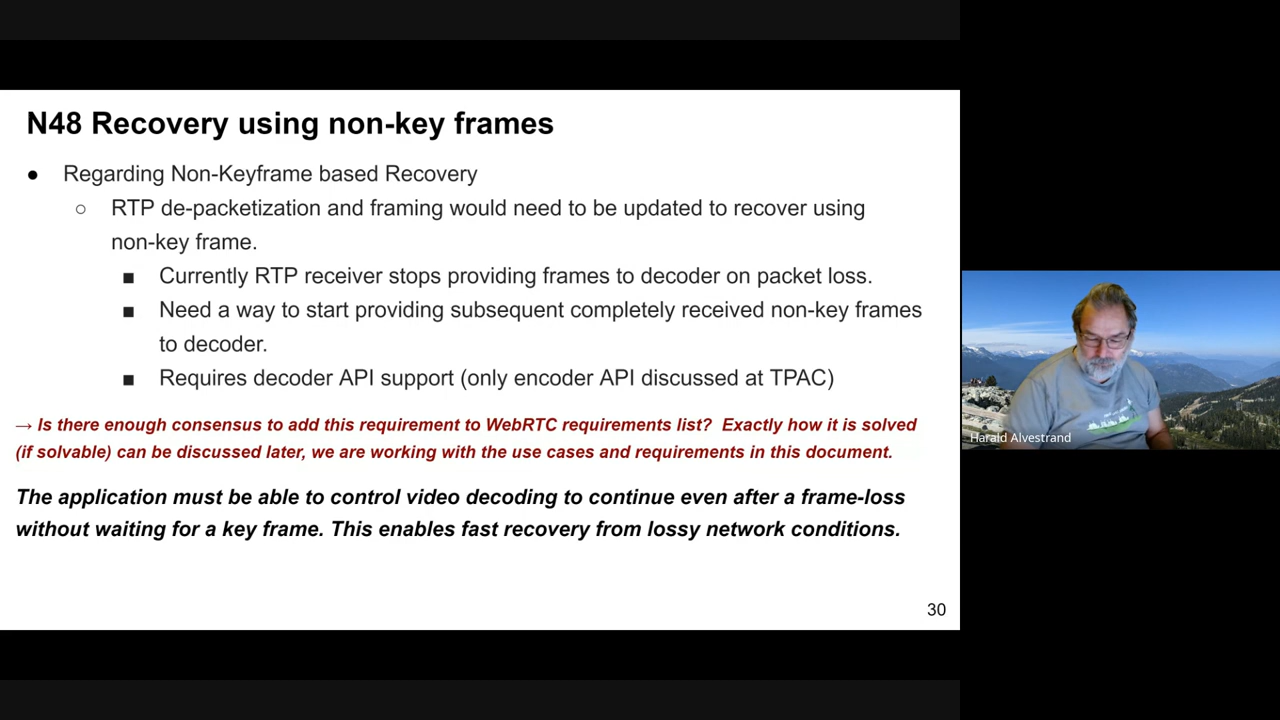 N48 Recovery using non-key frames
● Regarding Non-Keyframe based Recovery
○ RTP de-packetization and framing would need to be updated to recover using
non-key frame.
■ Currently RTP receiver stops providing frames to decoder on packet loss.
■ Need a way to start providing subsequent completely received non-key frames
to decoder.
■ Requires decoder API support (only encoder API discussed at TPAC)
→ Is there enough consensus to add this requirement to WebRTC requirements list? Exactly how it is solved
(if solvable) can be discussed later, we are working with the use cases and requirements in this document.
The application must be able to control video decoding to continue even after a frame-loss
without waiting for a key frame. This enables fast recovery from lossy network conditions.
30
Harald Alvestrand